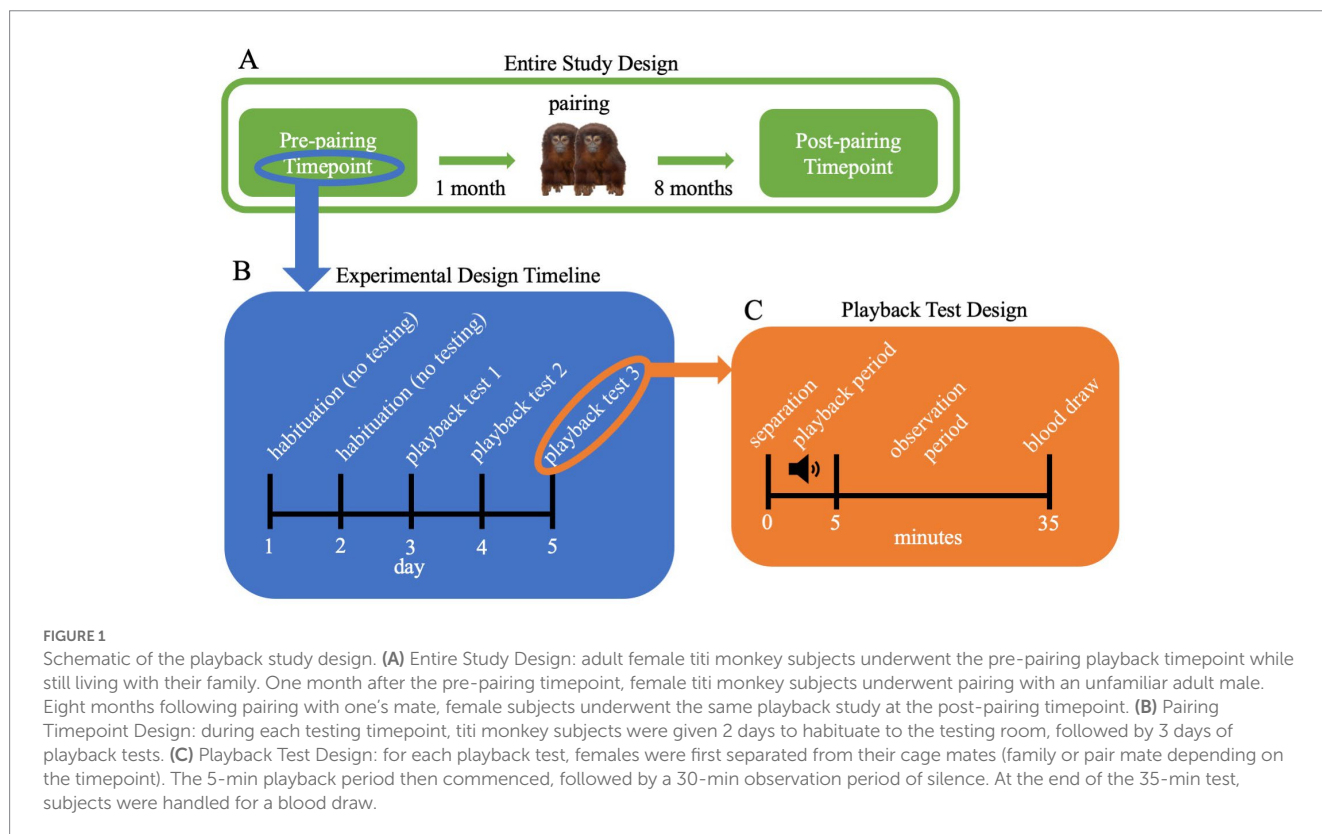 A
Entire Study Design
pairing
Pre-pairing
Timepoint
1 month
8 months
Post-pairing
Timepoint
B
Experimental Design Timeline
habituation (no testing)
habituation (no testing)
playback test 1
playback test 2
playback test 3
1
2
3
4
5
day
C
Playback Test Design
separation
playback period
observation
period
blood draw
0
5
35
minutes
FIGURE 1
Schematic of the playback study design. (A) Entire Study Design: adult female titi monkey subjects underwent the pre-pairing playback timepoint while
still living with their family. One month after the pre-pairing timepoint, female titi monkey subjects underwent pairing with an unfamiliar adult male.
Eight months following pairing with one's mate, female subjects underwent the same playback study at the post-pairing timepoint. (B) Pairing
Timepoint Design: during each testing timepoint, titi monkey subjects were given 2 days to habituate to the testing room, followed by 3 days of
playback tests. (C) Playback Test Design: for each playback test, females were first separated from their cage mates (family or pair mate depending on
the timepoint). The 5-min playback period then commenced, followed by a 30-min observation period of silence. At the end of the 35-min test,
subjects were handled for a blood draw.